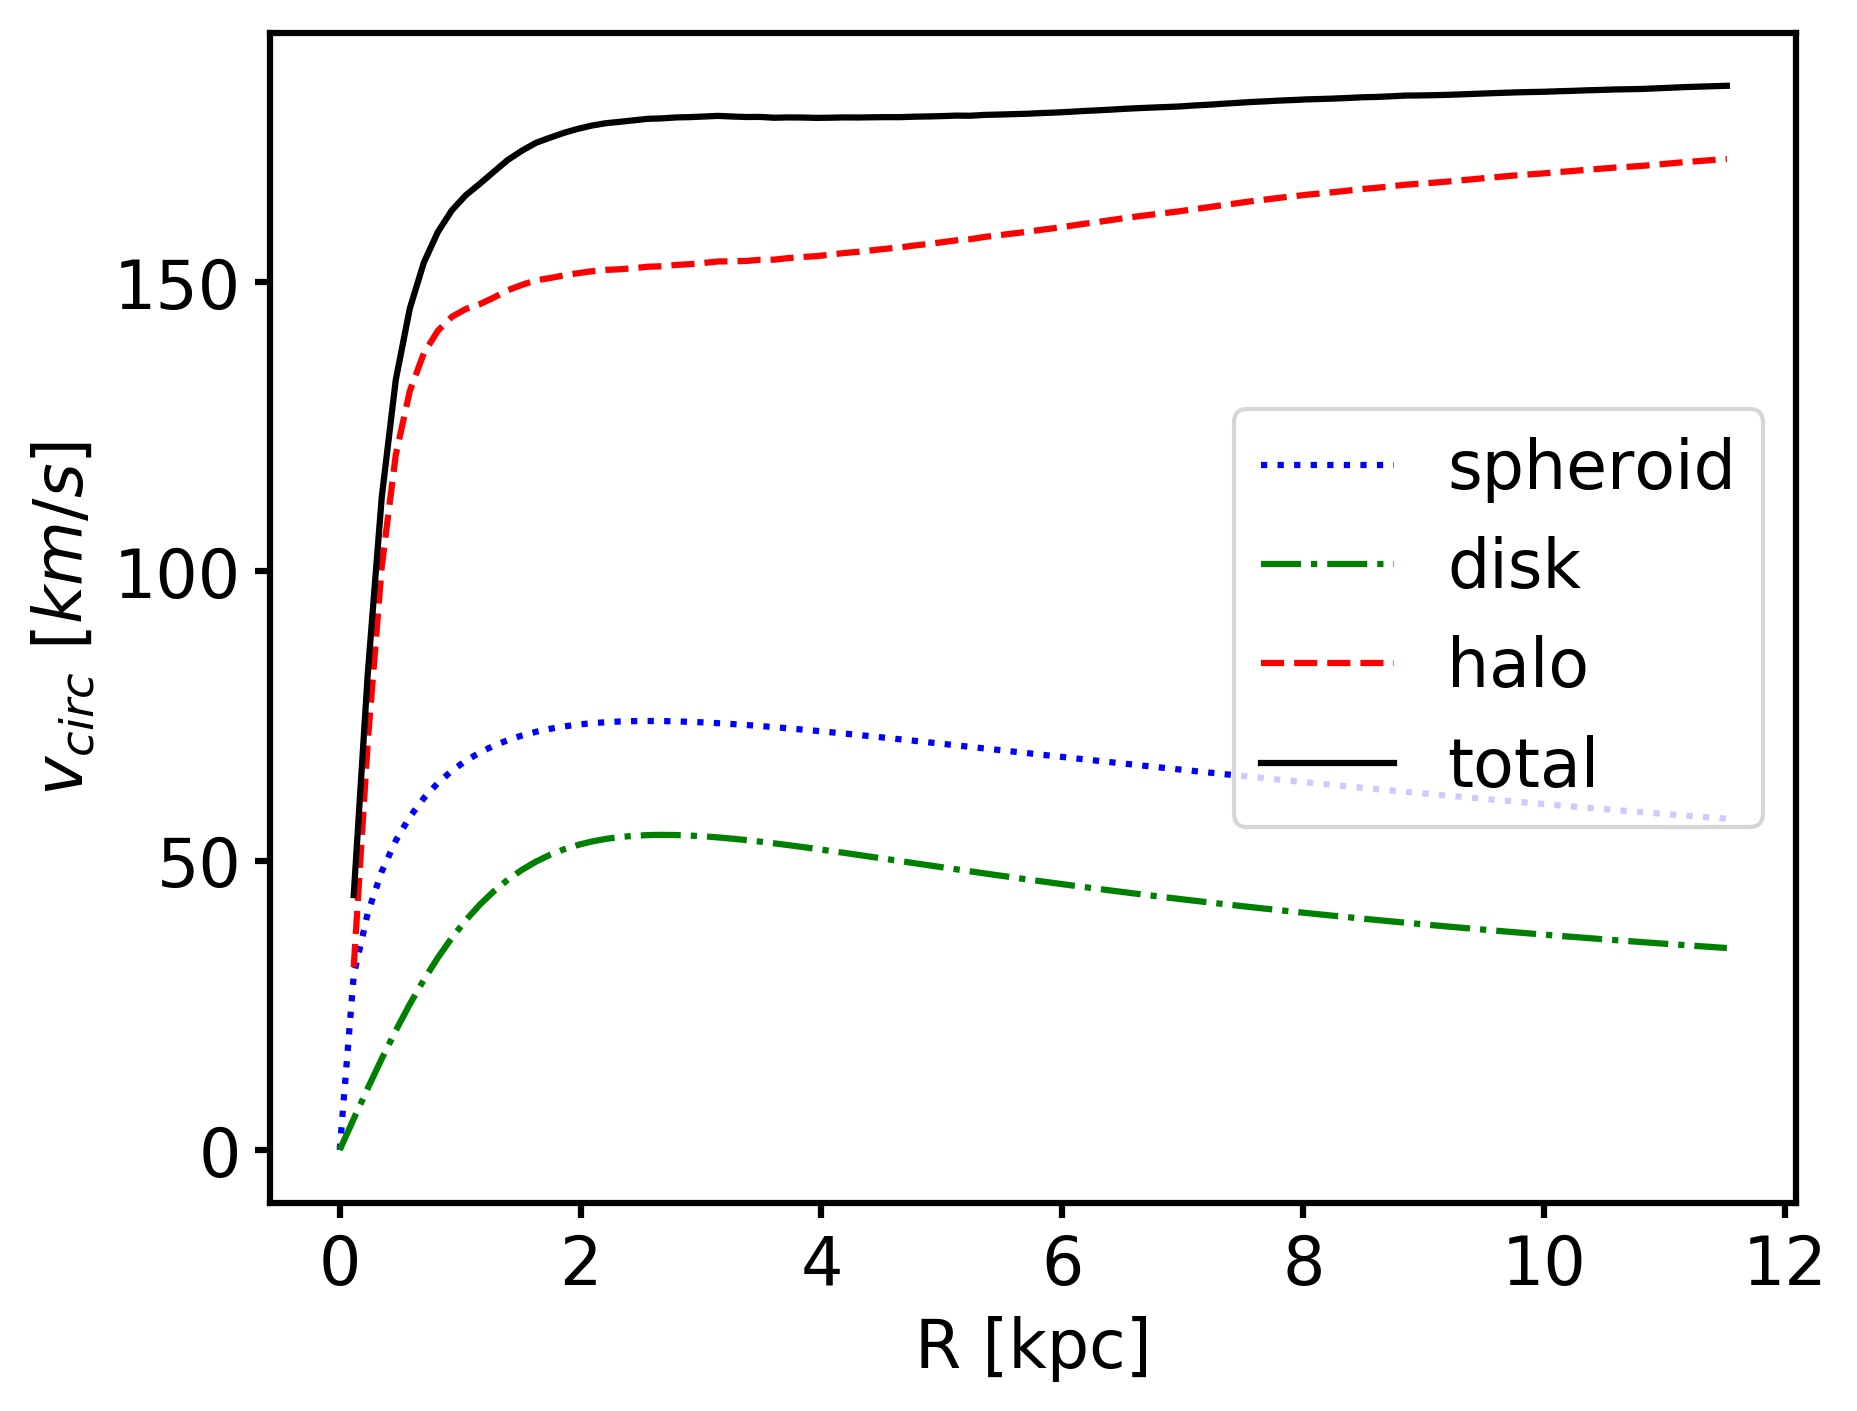 150
100
50
0
v_circ [km/s]
spheroid
disk
halo
total
0 2 4 6 8 10 12
R [kpc]